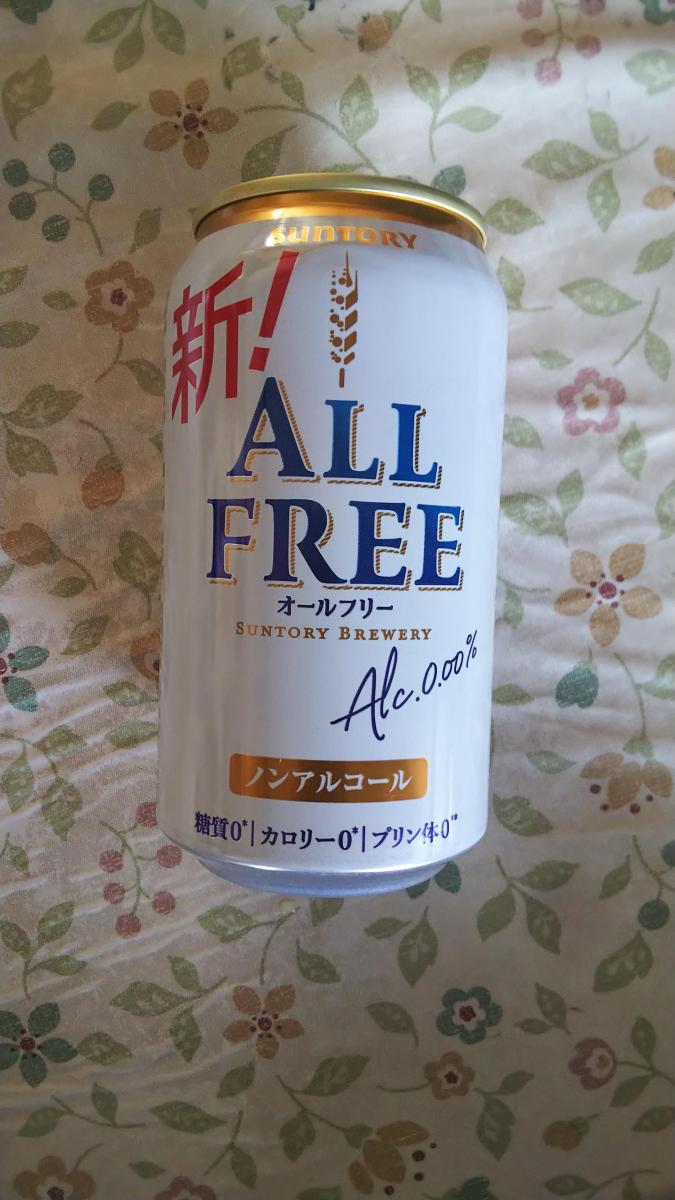 SUNTORY
新!
ALL
FREE
オールフリー
SUNTORY BREWERY
Alc.0.00%
ノンアルコール
糖質0*|カロリー0*|プリン体0**